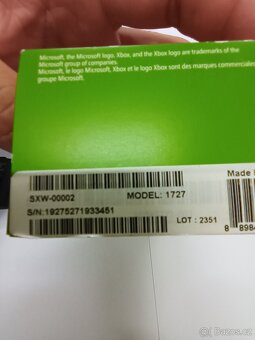 Microsoft, the Microsoft logo, Xbox, and the Xbox logo are trademarks of the
Microsoft group of companies.
Microsoft, le logo Microsoft, Xbox et le logo Xbox sont des marques commerciales
groupe Microsoft.
Made
SXW-00002 MODEL: 1727
S/N:19275271933451
LOT : 2351
8 8984
bazos.cz